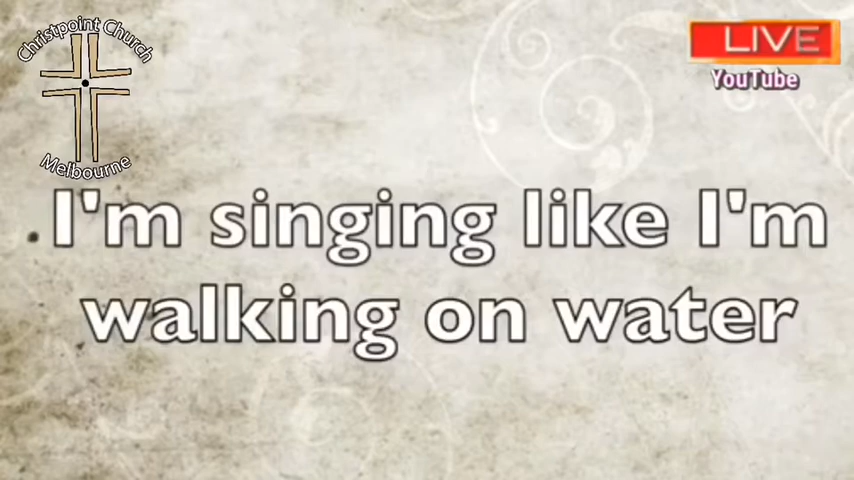 Christpoint Church
Melbourne
LIVE
YouTube
I'm singing like I'm
walking on water